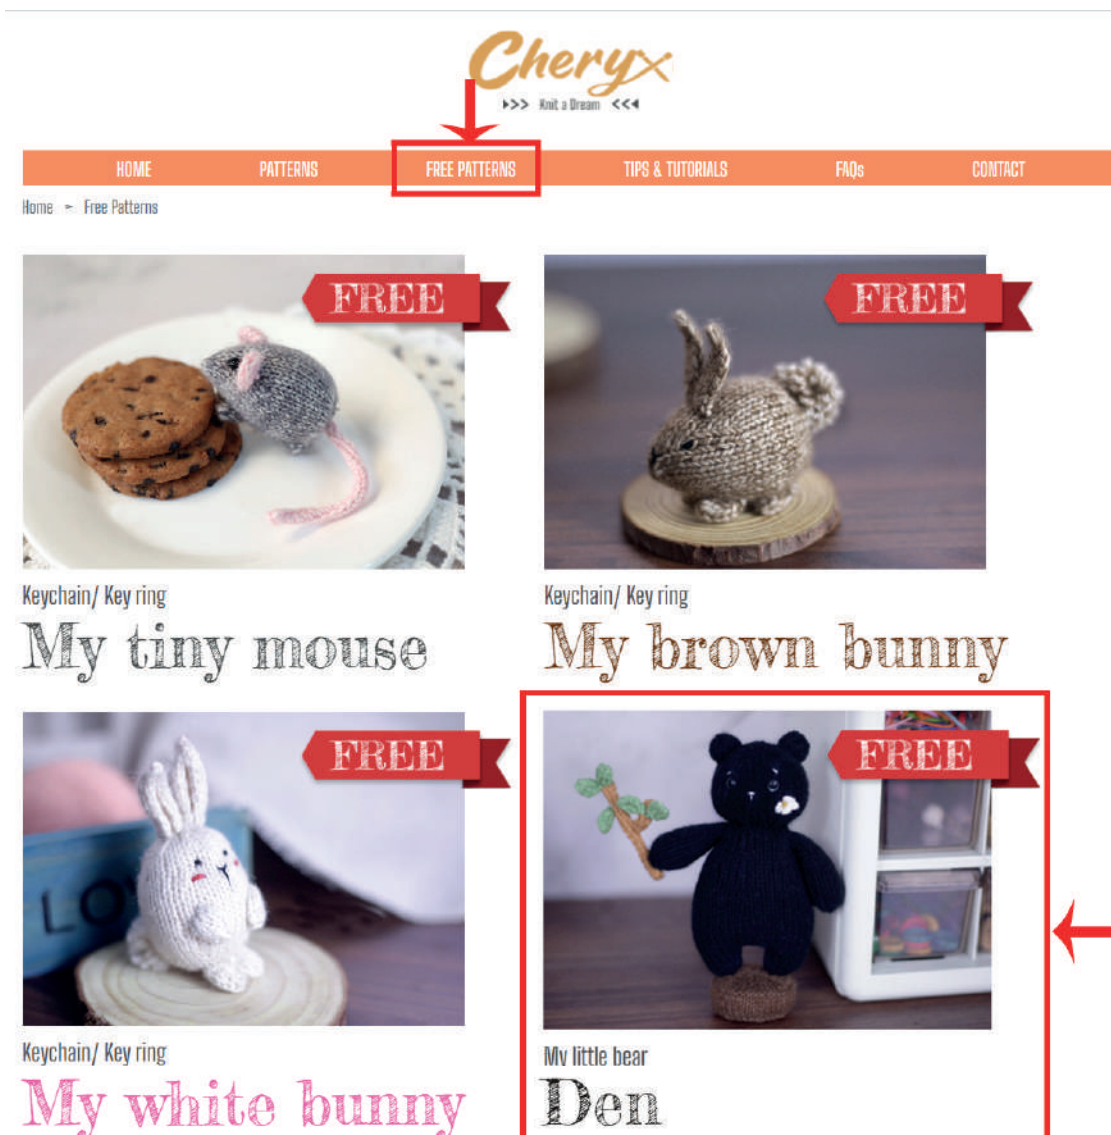 Cheryx
Knit a Dream
HOME PATTERNS FREE PATTERNS TIPS & TUTORIALS FAQs CONTACT
Home ► Free Patterns
FREE
FREE
Keychain/ Key ring
My tiny mouse
Keychain/ Key ring
My brown bunny
FREE
LO
FREE
Keychain/ Key ring
My white bunny
My little bear
Den